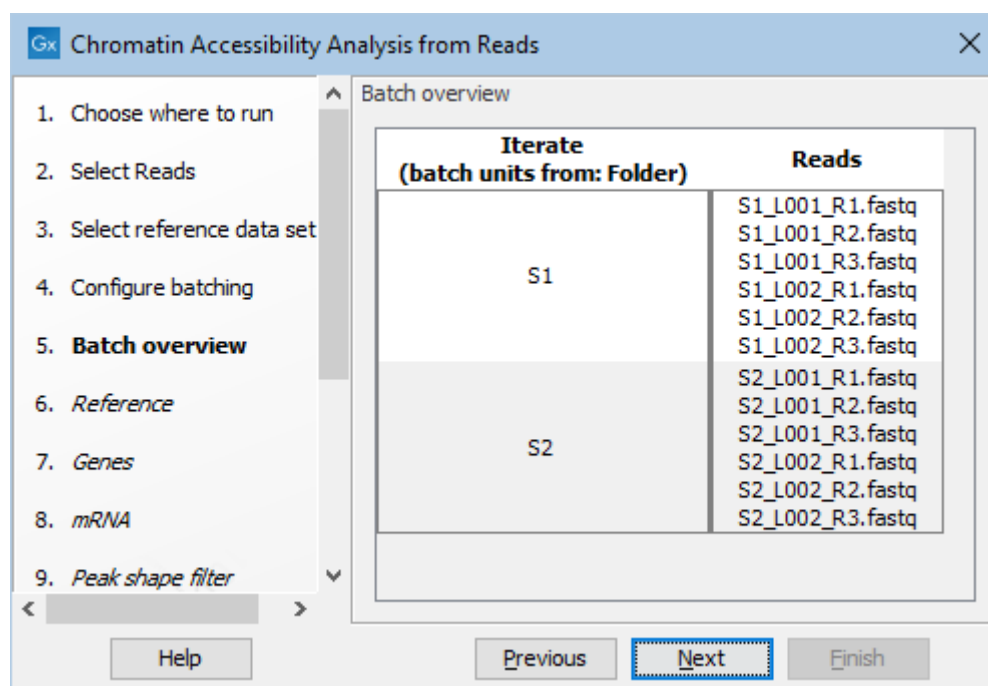 Gx Chromatin Accessibility Analysis from Reads
1. Choose where to run
2. Select Reads
3. Select reference data set
4. Configure batching
5. Batch overview
6. Reference
7. Genes
8. mRNA
9. Peak shape filter
Batch overview
Iterate
(batch units from: Folder)
Reads
S1
S1_L001_R1.fastq
S1_L001_R2.fastq
S1_L001_R3.fastq
S1_L002_R1.fastq
S1_L002_R2.fastq
S1_L002_R3.fastq
S2
S2_L001_R1.fastq
S2_L001_R2.fastq
S2_L001_R3.fastq
S2_L002_R1.fastq
S2_L002_R2.fastq
S2_L002_R3.fastq
Help
Previous
Next
Finish